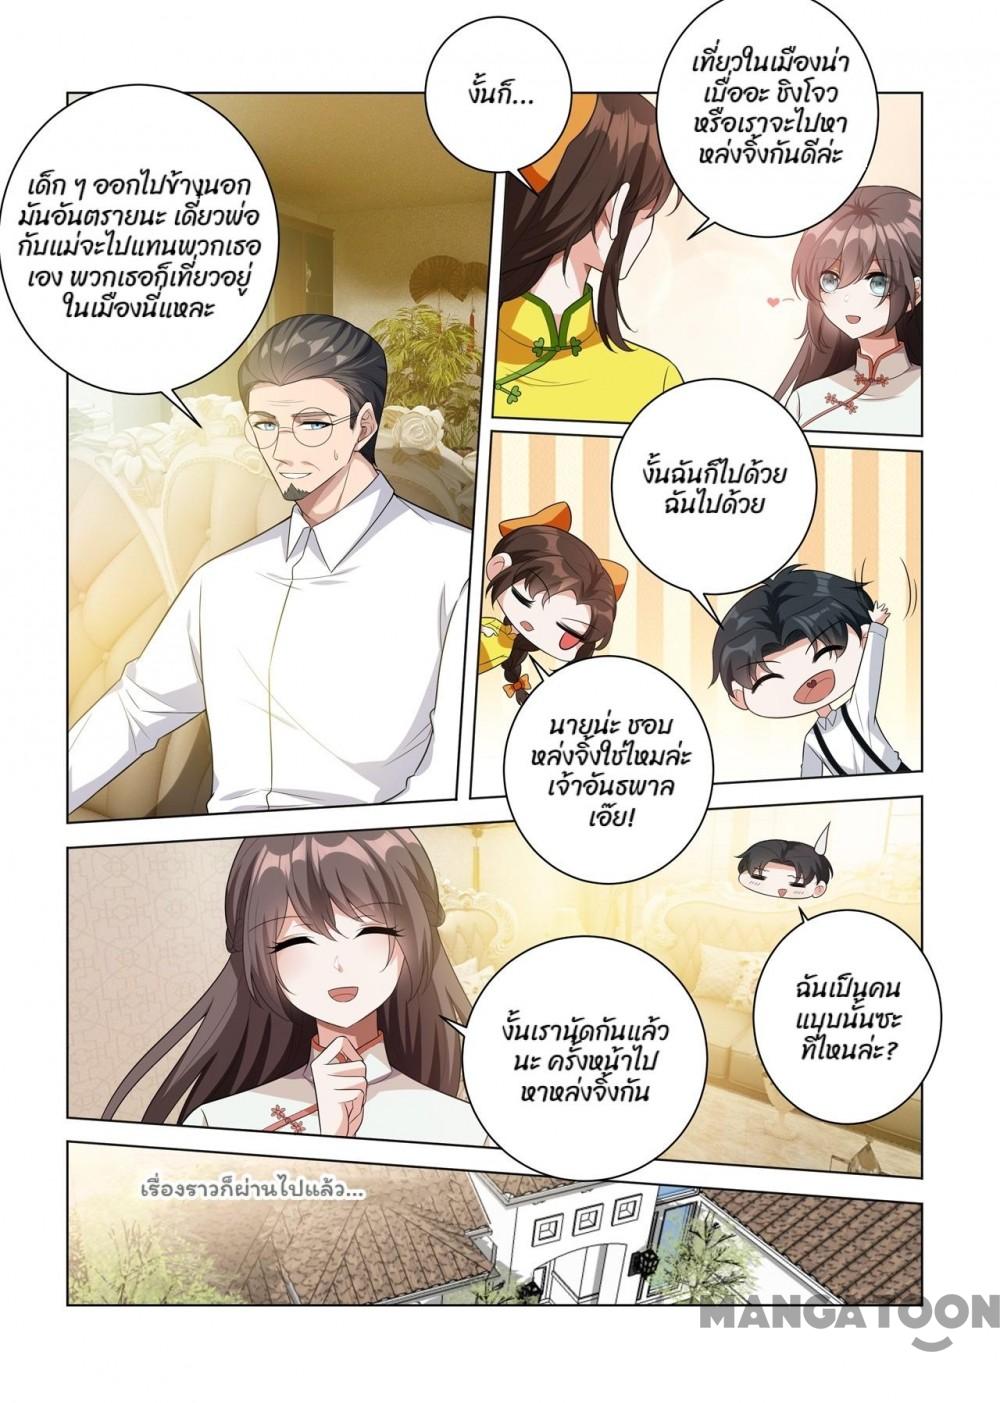 เด็ก ๆ ออกไปข้างนอก
มันอันตรายนะ เดี๋ยวพ่อ
กับแม่จะไปแทนพวกเธอ
เอง พวกเธอก็เที่ยวอยู่
ในเมืองนี่แหละ
งั้นก็...
เที่ยวในเมืองน่า
เบื่ออะ ชิงโจว
หรือเราจะไปหา
หล่งจิ้งกันดีล่ะ
งั้นฉันก็ไปด้วย
ฉันไปด้วย
นายน่ะ ชอบ
หล่งจิ้งใช่ไหมล่ะ
เจ้าอันธพาล
เอ๊ย!
ฉันเป็นคน
แบบนั้นซะ
ที่ไหนล่ะ?
งั้นเรานัดกันแล้ว
นะ ครั้งหน้าไป
หาหล่งจิ้งกัน
เรื่องราวก็ผ่านไปแล้ว...
MANGATOON